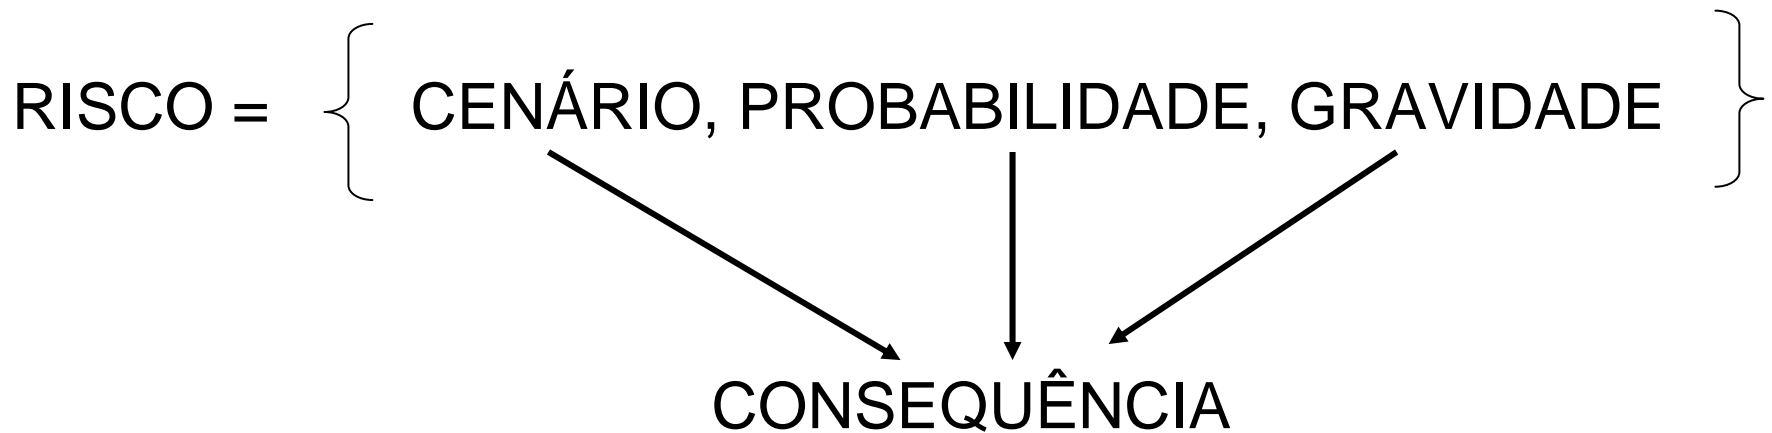 RISCO = { CENÁRIO, PROBABILIDADE, GRAVIDADE }
CONSEQUÊNCIA